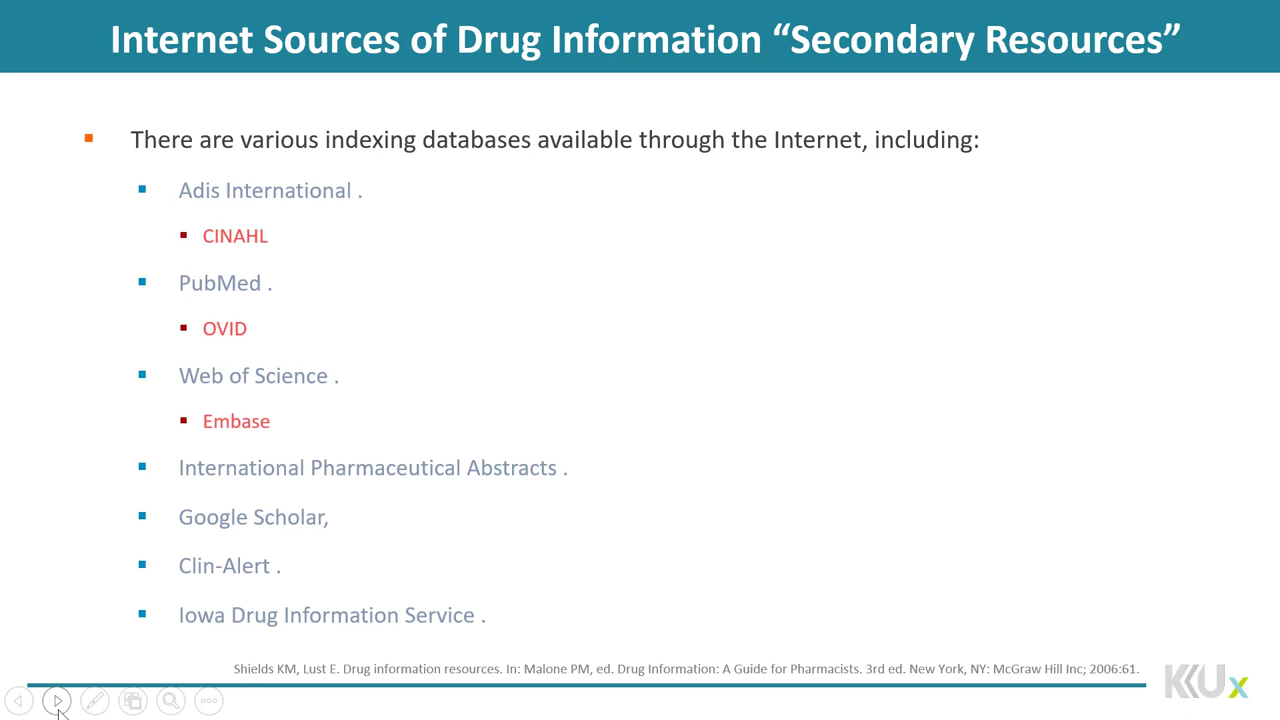 Internet Sources of Drug Information “Secondary Resources”
There are various indexing databases available through the Internet, including:
Adis International .
CINAHL
PubMed .
OVID
Web of Science .
Embase
International Pharmaceutical Abstracts .
Google Scholar,
Clin-Alert .
Iowa Drug Information Service .
Shields KM, Lust E. Drug information resources. In: Malone PM, ed. Drug Information: A Guide for Pharmacists. 3rd ed. New York, NY: McGraw Hill Inc; 2006:61.
KKUx